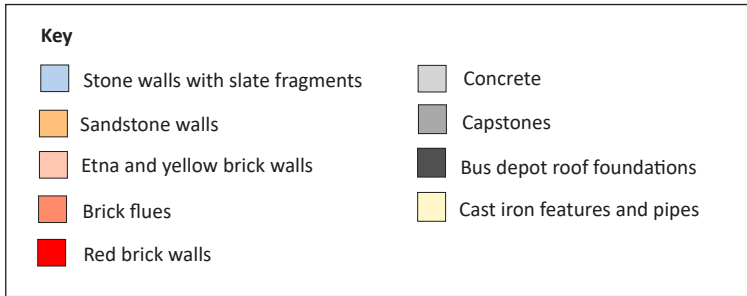 Key
Stone walls with slate fragments
Sandstone walls
Etna and yellow brick walls
Brick flues
Red brick walls
Concrete
Capstones
Bus depot roof foundations
Cast iron features and pipes